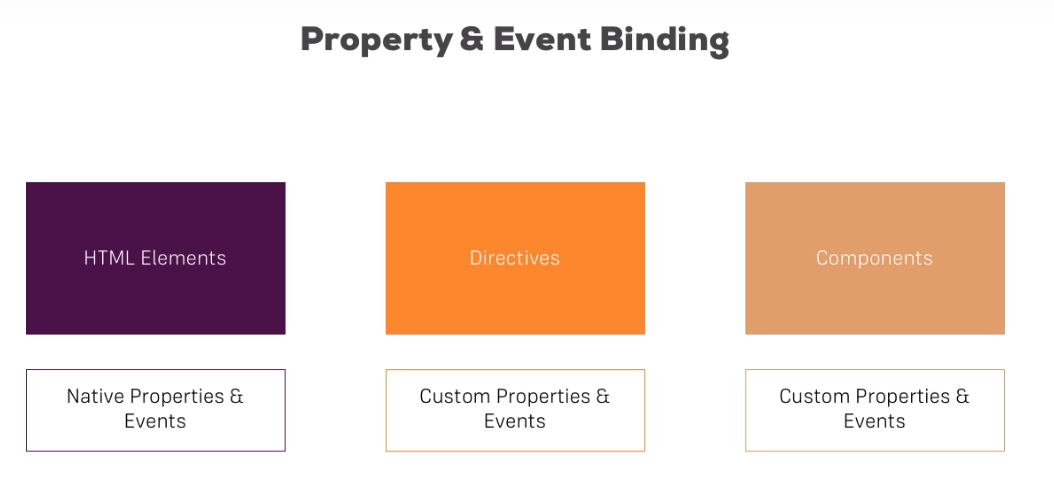 Property & Event Binding
HTML Elements
Directives
Components
Native Properties &
Events
Custom Properties &
Events
Custom Properties &
Events